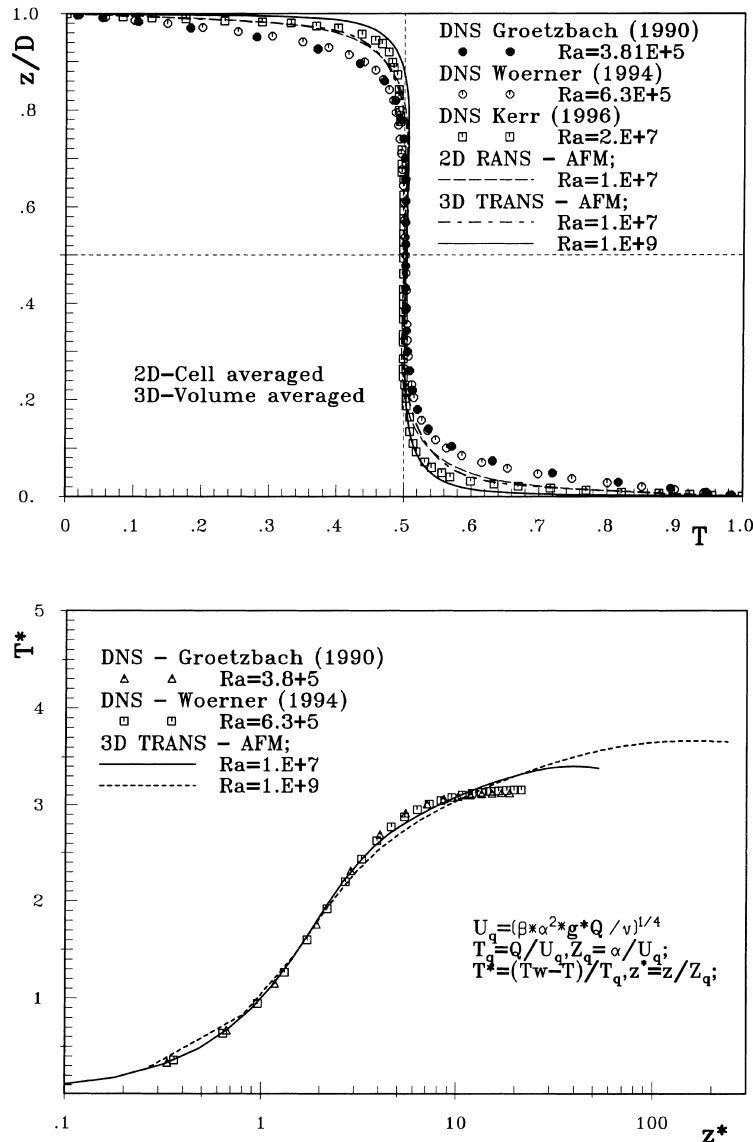 z/D
1.0
.8
.6
.4
.2
0.
DNS Groetzbach (1990)
Ra=3.81E+5
DNS Woerner (1994)
Ra=6.3E+5
DNS Kerr (1996)
Ra=2.E+7
2D RANS – AFM;
Ra=1.E+7
3D TRANS – AFM;
Ra=1.E+7
Ra=1.E+9
2D-Cell averaged
3D-Volume averaged
0 .1 .2 .3 .4 .5 .6 .7 .8 .9 1.0
T
T*
5
4
3
2
1
0
DNS – Groetzbach (1990)
Ra=3.8+5
DNS – Woerner (1994)
Ra=6.3+5
3D TRANS – AFM;
Ra=1.E+7
Ra=1.E+9
U_q=(β*α²*g*Q /ν)^1/4
T_q=Q/U_q,Z_q=α/U_q;
T*=(Tw-T)/T_q,z*=z/Z_q;
.1 1 10 100
z*